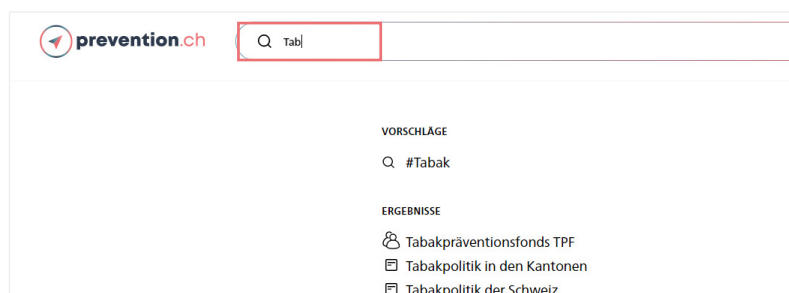 prevention.ch
Tab
VORSCHLÄGE
#Tabak
ERGEBNISSE
Tabakpräventionsfonds TPF
Tabakpolitik in den Kantonen
Tabakpolitik der Schweiz